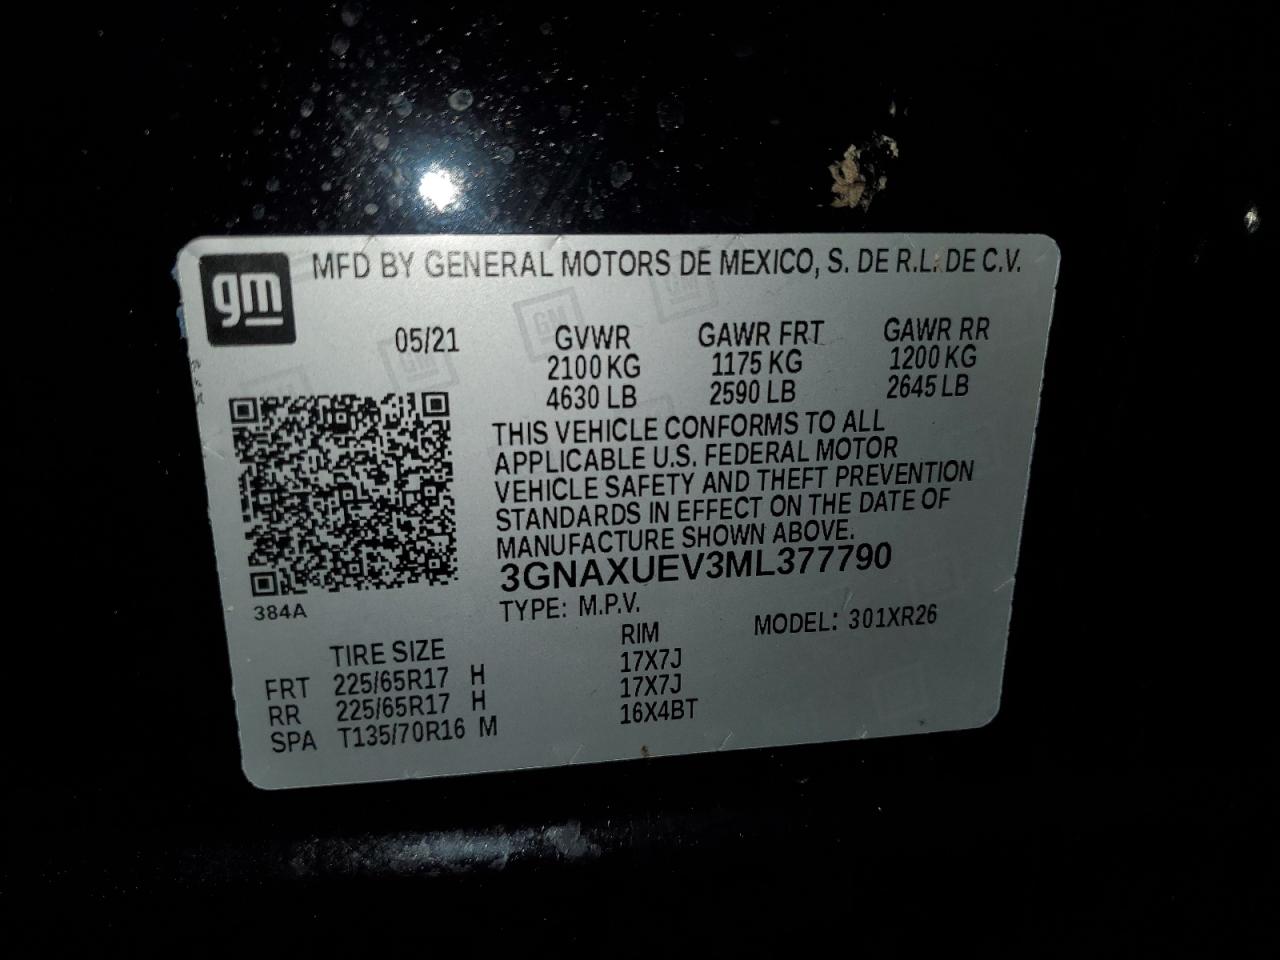 gm MFD BY GENERAL MOTORS DE MEXICO, S. DE R.L. DE C.V.
05/21 GVWR GAWR FRT GAWR RR
2100 KG 1175 KG 1200 KG
4630 LB 2590 LB 2645 LB
THIS VEHICLE CONFORMS TO ALL
APPLICABLE U.S. FEDERAL MOTOR
VEHICLE SAFETY AND THEFT PREVENTION
STANDARDS IN EFFECT ON THE DATE OF
MANUFACTURE SHOWN ABOVE.
3GNAXUEV3ML377790
384A
TYPE: M.P.V. MODEL: 301XR26
TIRE SIZE RIM
FRT 225/65R17 H 17X7J
RR 225/65R17 H 17X7J
SPA T135/70R16 M 16X4BT